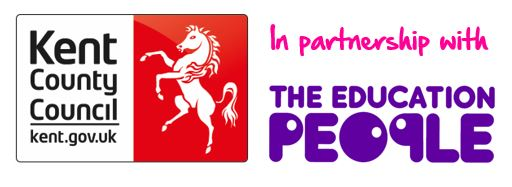 Kent
County
Council
kent.gov.uk
In partnership with
THE EDUCATION
PEOPLE